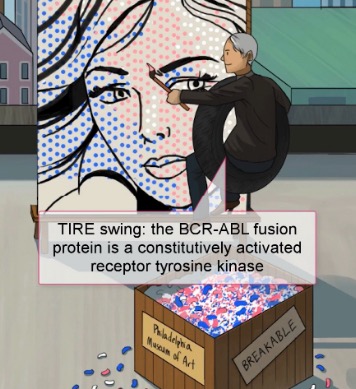 TIRE swing: the BCR-ABL fusion
protein is a constitutively activated
receptor tyrosine kinase
Philadelphia
Museum of Art
BREAKABLE